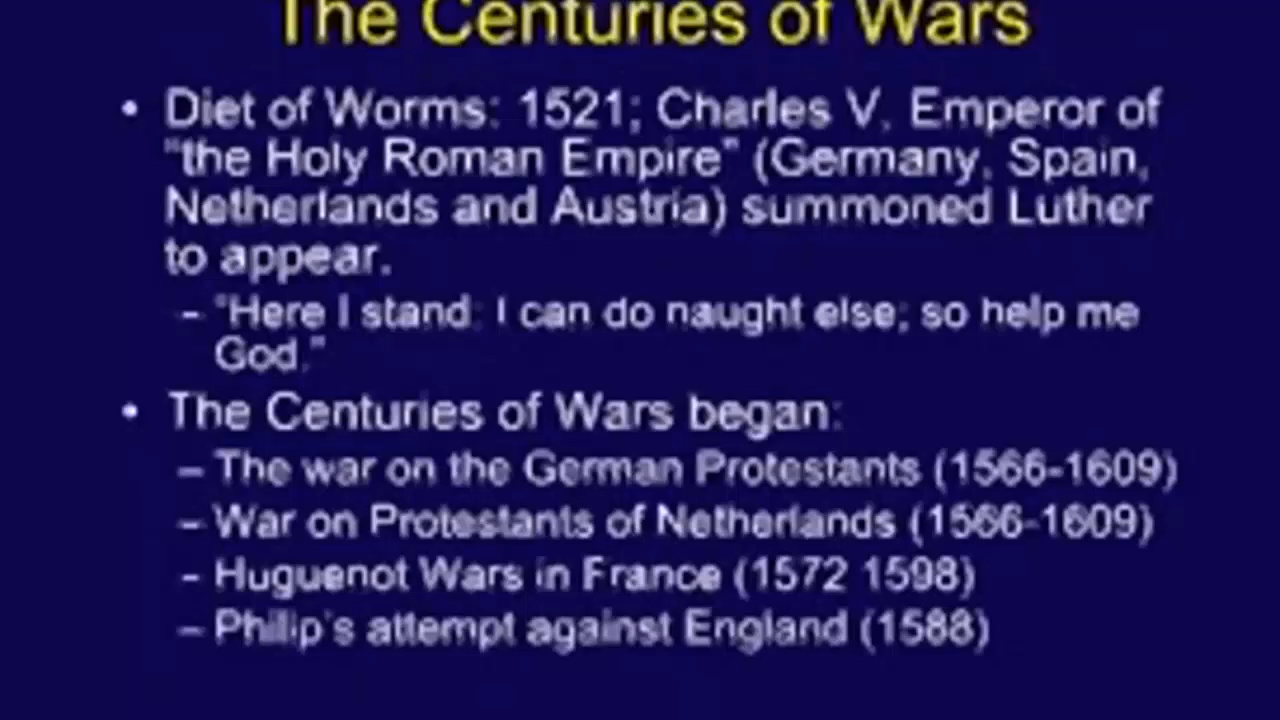 The Centuries of Wars
• Diet of Worms: 1521; Charles V, Emperor of
"the Holy Roman Empire" (Germany, Spain,
Netherlands and Austria) summoned Luther
to appear.
– "Here I stand; I can do naught else; so help me
God."
• The Centuries of Wars began:
– The war on the German Protestants (1566-1609)
– War on Protestants of Netherlands (1566-1609)
– Huguenot Wars in France (1572 1598)
– Philip's attempt against England (1588)